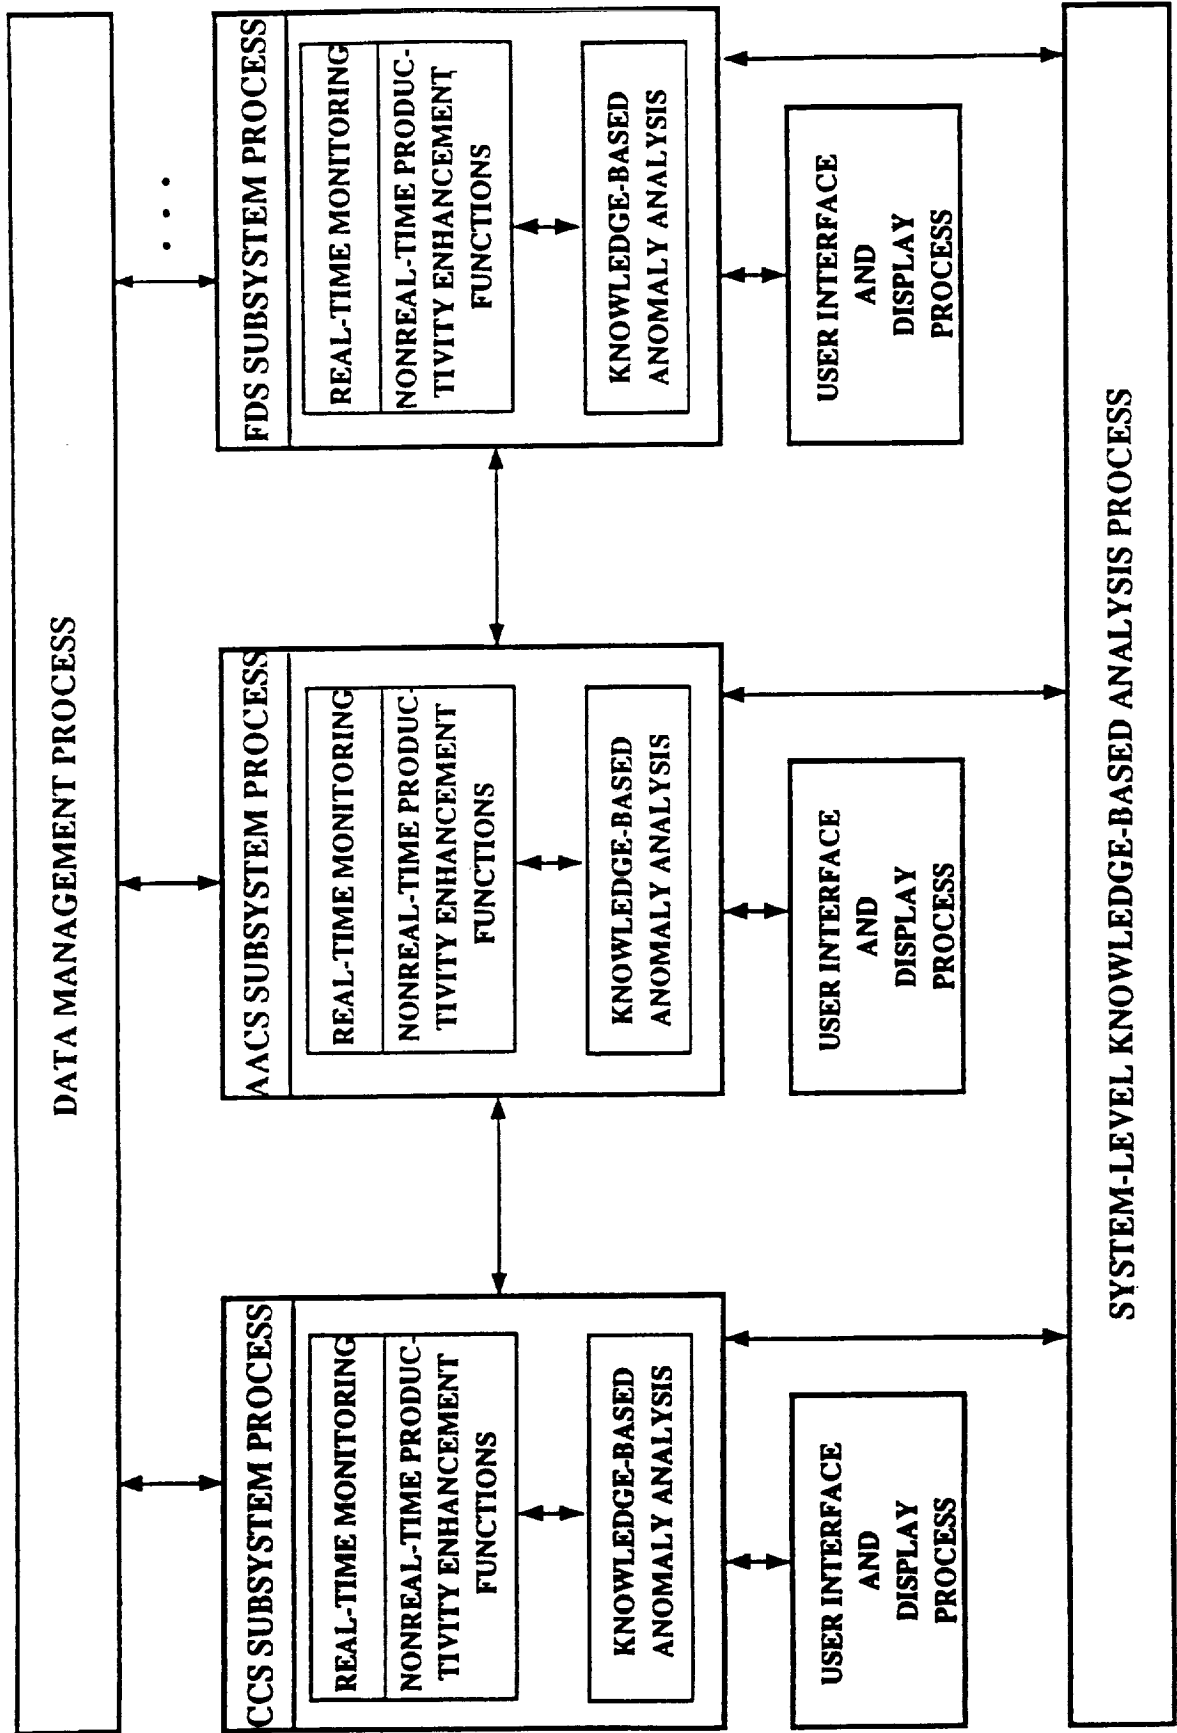 DATA MANAGEMENT PROCESS
CCS SUBSYSTEM PROCESS
REAL-TIME MONITORING
NONREAL-TIME PRODUC-
TIVITY ENHANCEMENT
FUNCTIONS
KNOWLEDGE-BASED
ANOMALY ANALYSIS
USER INTERFACE
AND
DISPLAY
PROCESS
AACS SUBSYSTEM PROCESS
REAL-TIME MONITORING
NONREAL-TIME PRODUC-
TIVITY ENHANCEMENT
FUNCTIONS
KNOWLEDGE-BASED
ANOMALY ANALYSIS
USER INTERFACE
AND
DISPLAY
PROCESS
. . .
FDS SUBSYSTEM PROCESS
REAL-TIME MONITORING
NONREAL-TIME PRODUC-
TIVITY ENHANCEMENT
FUNCTIONS
KNOWLEDGE-BASED
ANOMALY ANALYSIS
USER INTERFACE
AND
DISPLAY
PROCESS
SYSTEM-LEVEL KNOWLEDGE-BASED ANALYSIS PROCESS